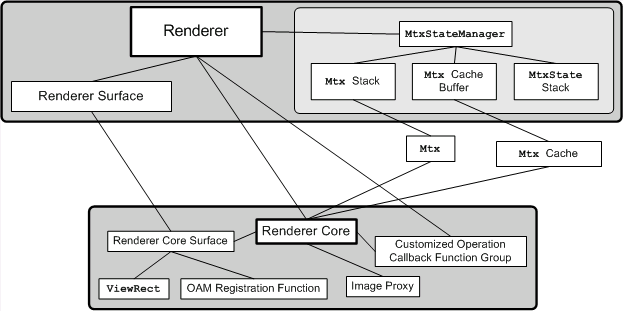 Renderer
MtxStateManager
Mtx Stack
Mtx Cache
Buffer
MtxState
Stack
Renderer Surface
Mtx
Mtx Cache
Renderer Core
Renderer Core Surface
Customized Operation
Callback Function Group
ViewRect
OAM Registration Function
Image Proxy